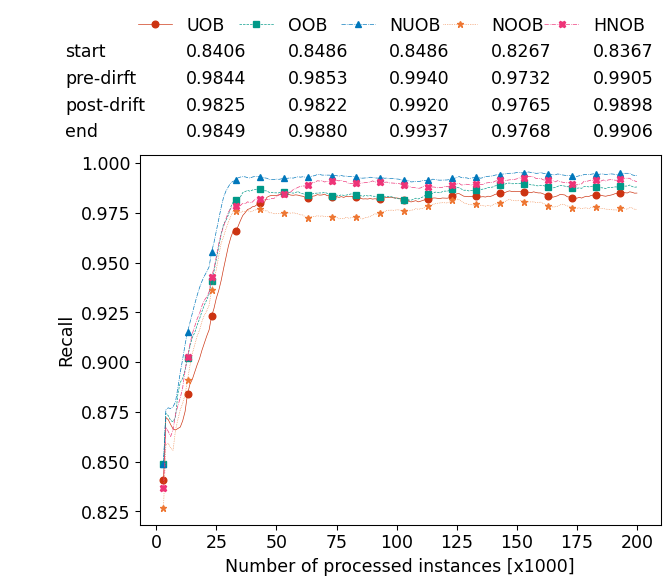 UOB OOB NUOB NOOB HNOB
start 0.8406 0.8486 0.8486 0.8267 0.8367
pre-dirft 0.9844 0.9853 0.9940 0.9732 0.9905
post-drift 0.9825 0.9822 0.9920 0.9765 0.9898
end 0.9849 0.9880 0.9937 0.9768 0.9906
1.000
0.975
0.950
0.925
0.900
0.875
0.850
0.825
Recall
0 25 50 75 100 125 150 175 200
Number of processed instances [x1000]